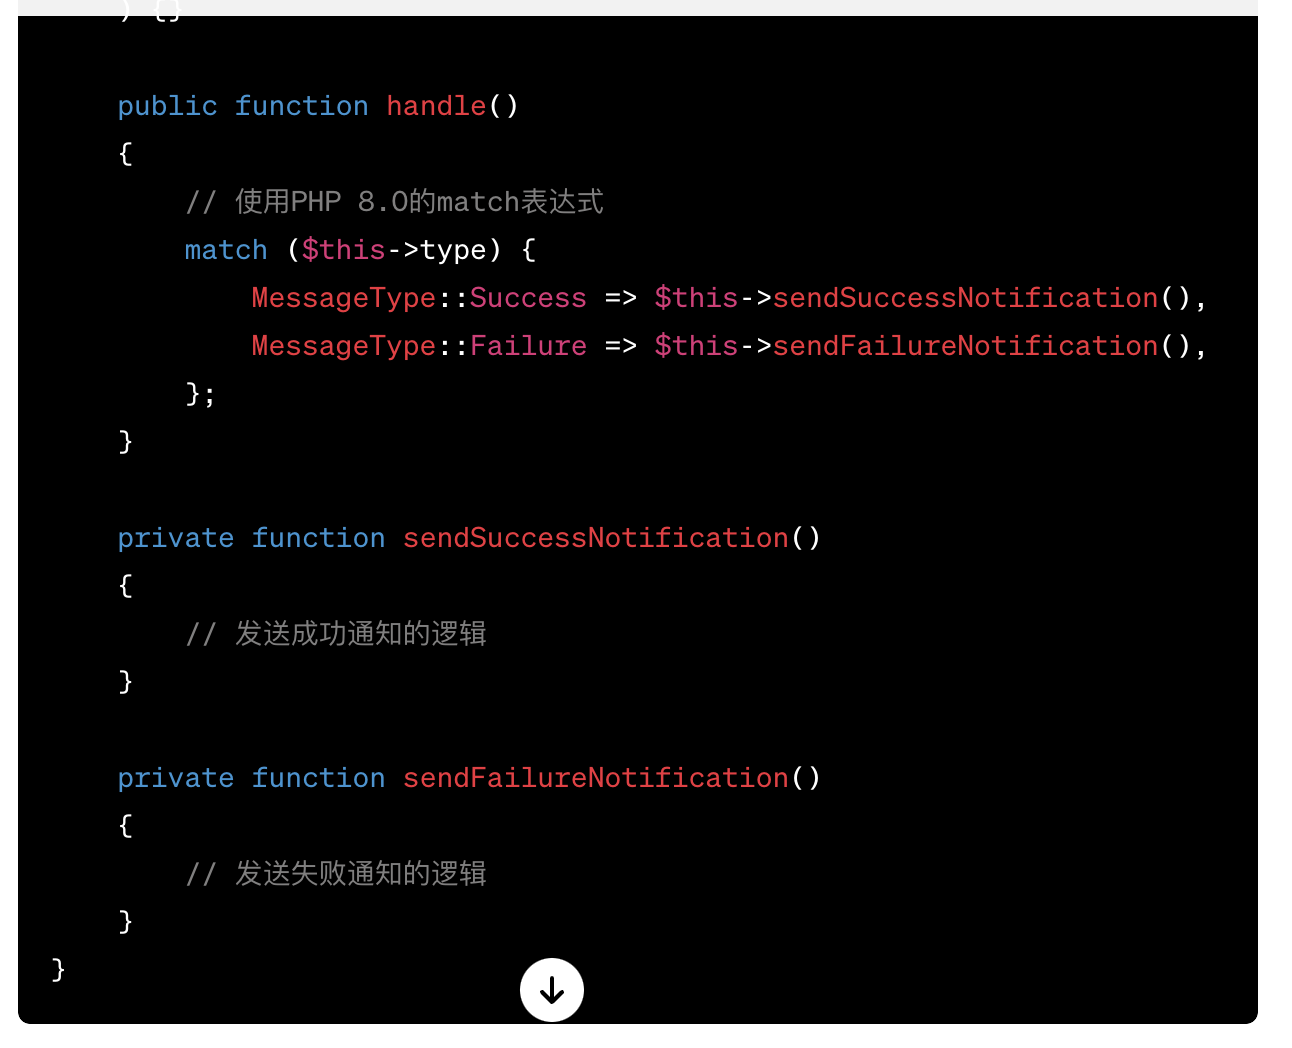 ) {}
public function handle()
{
// 使用PHP 8.0的match表达式
match ($this->type) {
MessageType::Success => $this->sendSuccessNotification(),
MessageType::Failure => $this->sendFailureNotification(),
};
}
private function sendSuccessNotification()
{
// 发送成功通知的逻辑
}
private function sendFailureNotification()
{
// 发送失败通知的逻辑
}
}